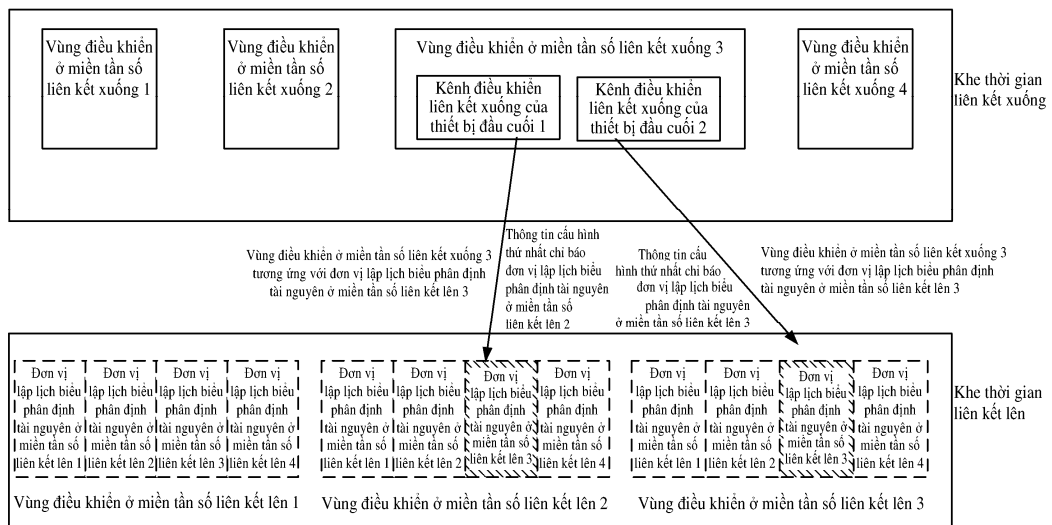 Vùng điều khiển
ở miền tần số
liên kết xuống 1
Vùng điều khiển
ở miền tần số
liên kết xuống 2
Vùng điều khiển ở miền tần số liên kết xuống 3
Kênh điều khiển
liên kết xuống của
thiết bị đầu cuối 1
Kênh điều khiển
liên kết xuống của
thiết bị đầu cuối 2
Vùng điều khiển
ở miền tần số
liên kết xuống 4
Khe thời gian
liên kết xuống
Vùng điều khiển ở miền tần số liên kết xuống 3
tương ứng với đơn vị lập lịch biểu phân định
tài nguyên ở miền tần số liên kết lên 3
Thông tin cấu hình
thứ nhất chỉ báo
đơn vị lập lịch biểu
phân định tài nguyên
ở miền tần số
liên kết lên 2
Thông tin cấu
hình thứ nhất chỉ báo
đơn vị lập lịch biểu
phân định tài nguyên
ở miền tần số liên kết lên 3
Vùng điều khiển ở miền tần số liên kết xuống 3
tương ứng với đơn vị lập lịch biểu phân định
tài nguyên ở miền tần số liên kết lên 3
Đơn vị
lập lịch biểu
phân định
tài nguyên ở
miền tần số
liên kết lên 1
Đơn vị
lập lịch biểu
phân định
tài nguyên ở
miền tần số
liên kết lên 2
Đơn vị
lập lịch biểu
phân định
tài nguyên ở
miền tần số
liên kết lên 3
Đơn vị
lập lịch biểu
phân định
tài nguyên ở
miền tần số
liên kết lên 4
Vùng điều khiển ở miền tần số liên kết lên 1
Đơn vị
lập lịch biểu
phân định
tài nguyên ở
miền tần số
liên kết lên 1
Đơn vị
lập lịch biểu
phân định
tài nguyên ở
miền tần số
liên kết lên 2
Đơn vị
lập lịch biểu
phân định
tài nguyên ở
miền tần số
liên kết lên 3
Đơn vị
lập lịch biểu
phân định
tài nguyên ở
miền tần số
liên kết lên 4
Vùng điều khiển ở miền tần số liên kết lên 2
Đơn vị
lập lịch biểu
phân định
tài nguyên ở
miền tần số
liên kết lên 1
Đơn vị
lập lịch biểu
phân định
tài nguyên ở
miền tần số
liên kết lên 2
Đơn vị
lập lịch biểu
phân định
tài nguyên ở
miền tần số
liên kết lên 3
Đơn vị
lập lịch biểu
phân định
tài nguyên ở
miền tần số
liên kết lên 4
Vùng điều khiển ở miền tần số liên kết lên 3
Khe thời gian
liên kết lên